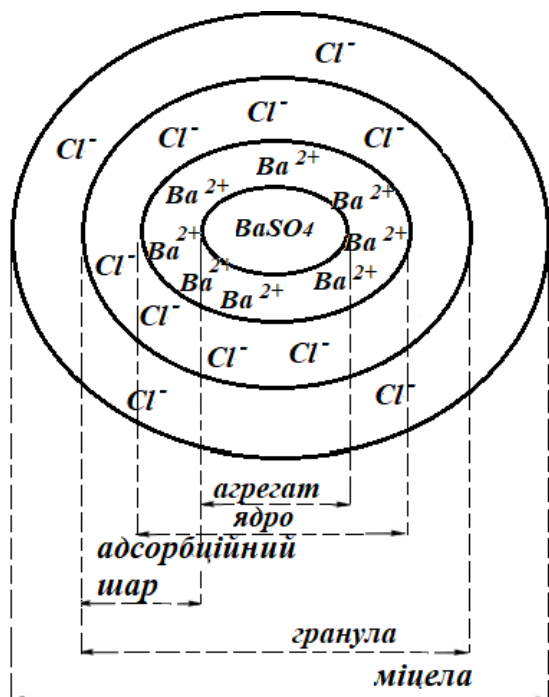 Cl⁻
Cl⁻
Cl⁻ Cl⁻ Cl⁻
Ba²⁺
Ba²⁺ Ba²⁺
BaSO₄
Ba²⁺ Ba²⁺
Cl⁻ Ba²⁺ Ba²⁺
Ba²⁺
Cl⁻
Cl⁻ Cl⁻
Cl⁻ Cl⁻
агрегат
ядро
адсорбційний
шар
гранула
міцела